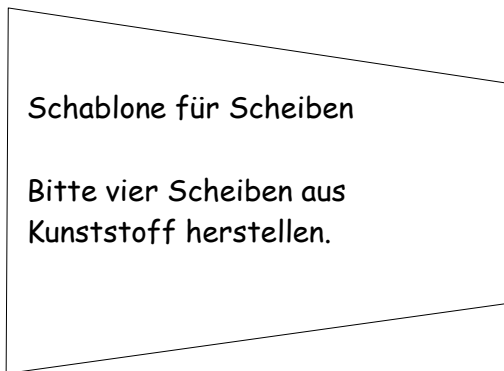 Schablone für Scheiben
Bitte vier Scheiben aus
Kunststoff herstellen.